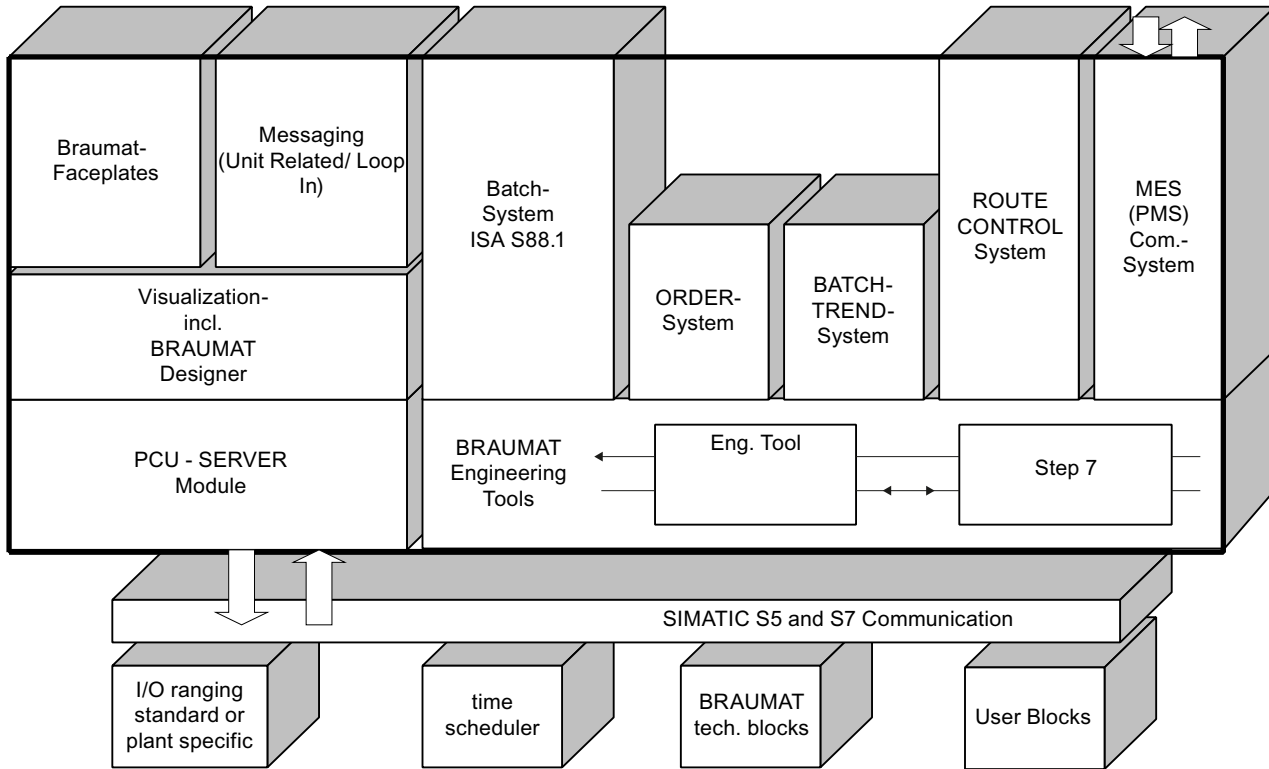 Braumat-
Faceplates
Messaging
(Unit Related/ Loop
In)
Batch-
System
ISA S88.1
ORDER-
System
BATCH-
TREND-
System
ROUTE
CONTROL
System
MES
(PMS)
Com.-
System
Visualization-
incl.
BRAUMAT
Designer
PCU - SERVER
Module
BRAUMAT
Engineering
Tools
Eng. Tool
Step 7
SIMATIC S5 and S7 Communication
I/O ranging
standard or
plant specific
time
scheduler
BRAUMAT
tech. blocks
User Blocks